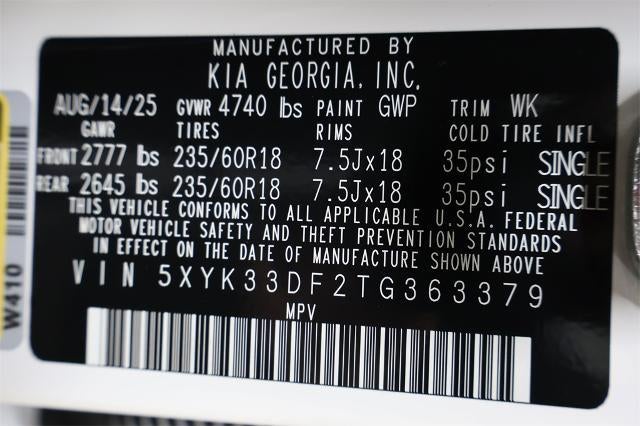 MANUFACTURED BY
KIA GEORGIA, INC.
AUG/14/25 GVWR 4740 lbs PAINT GWP TRIM WK
GAWR TIRES RIMS COLD TIRE INFL
FRONT 2777 lbs 235/60R18 7.5Jx18 35psi SINGLE
REAR 2645 lbs 235/60R18 7.5Jx18 35psi SINGLE
THIS VEHICLE CONFORMS TO ALL APPLICABLE U.S.A. FEDERAL
MOTOR VEHICLE SAFETY AND THEFT PREVENTION STANDARDS
IN EFFECT ON THE DATE OF MANUFACTURE SHOWN ABOVE
VIN 5XYK33DF2TG363379
MPV
W410